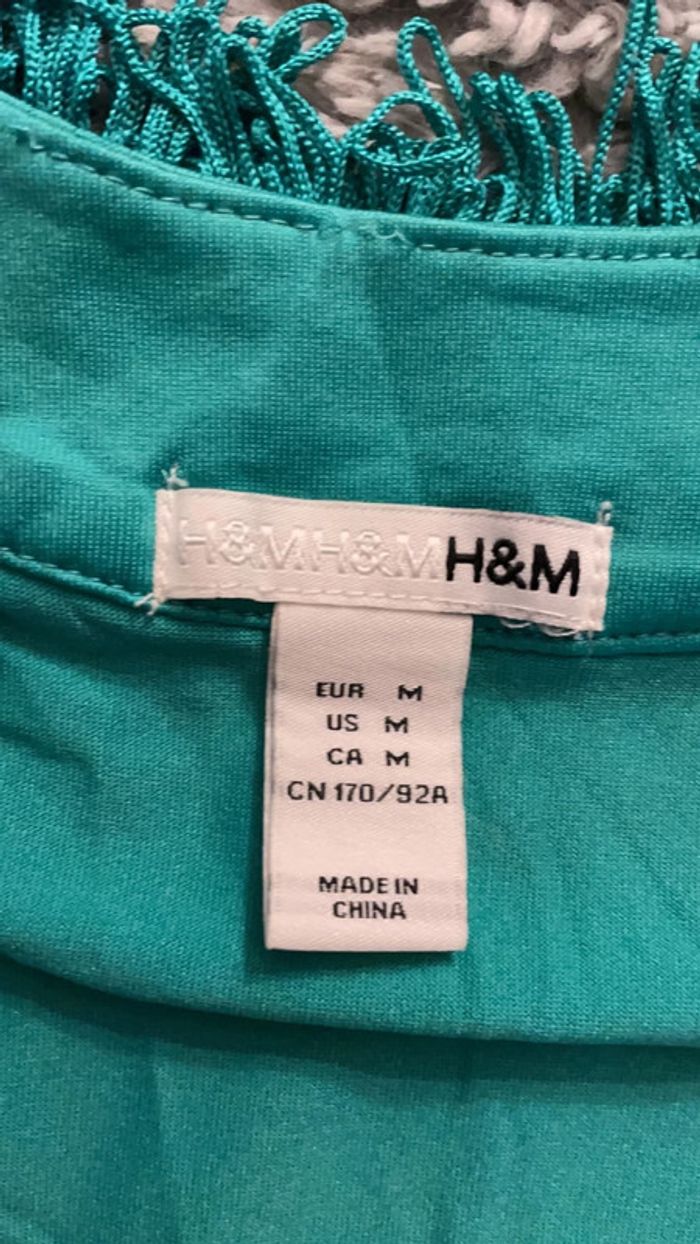 H&MH&MH&M
EUR M
US M
CA M
CN 170/92A
MADE IN
CHINA